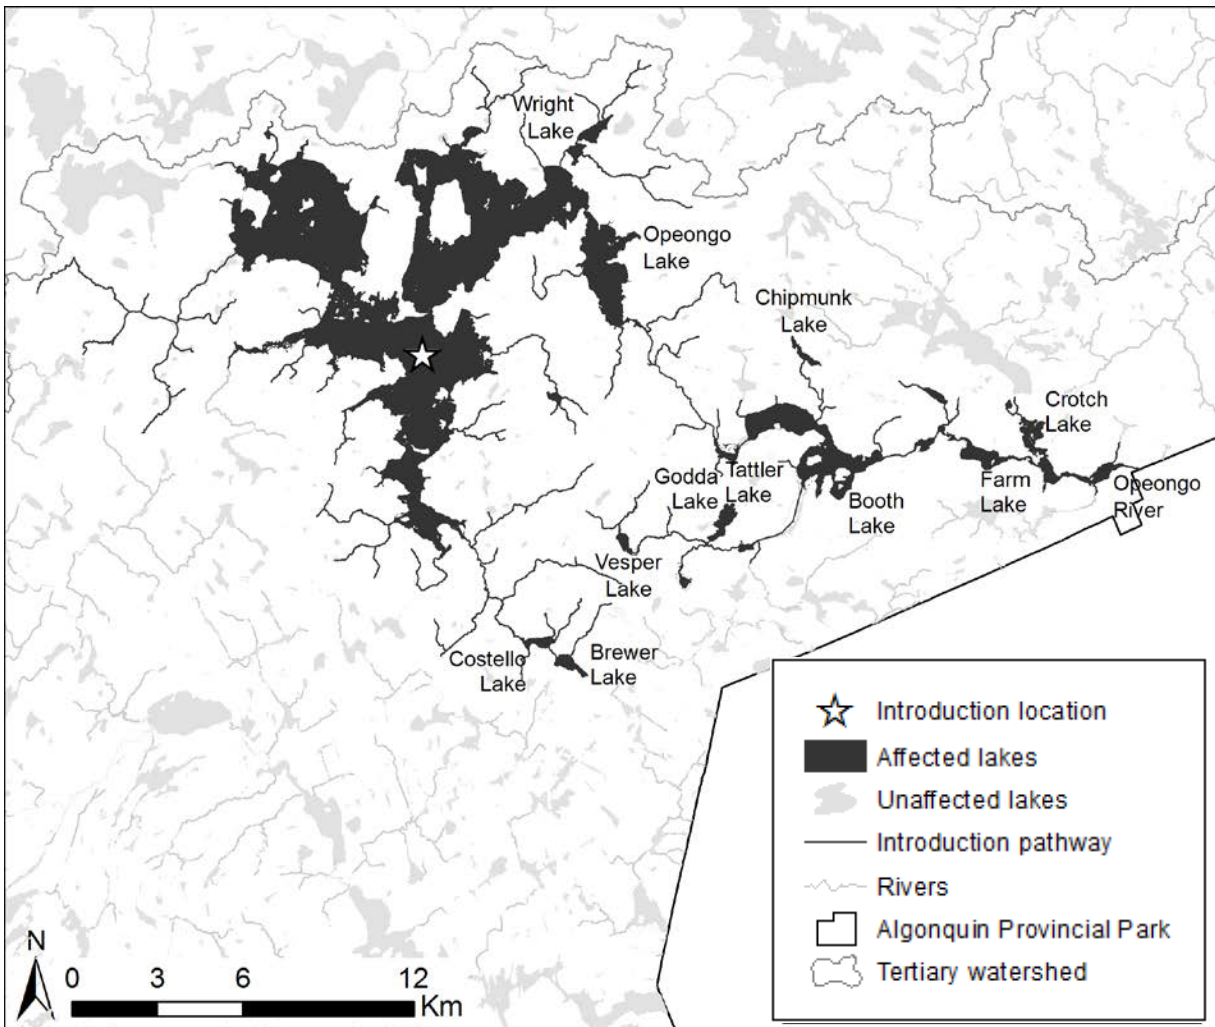 Wright
Lake
Opeongo
Lake
Chipmunk
Lake
Crotch
Lake
Godda
Lake
Tattler
Lake
Booth
Lake
Farm
Lake
Opeongo
River
Vesper
Lake
Costello
Lake
Brewer
Lake
Introduction location
Affected lakes
Unaffected lakes
Introduction pathway
Rivers
Algonquin Provincial Park
Tertiary watershed
N
0 3 6 12
Km